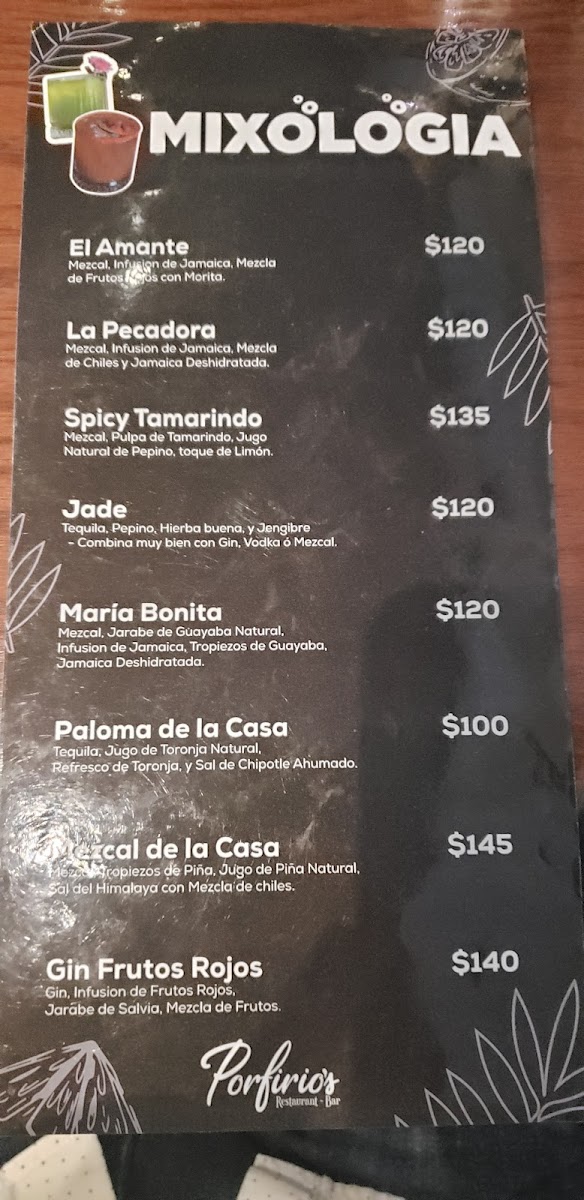 MIXOLOGIA
El Amante $120
Mezcal, Infusion de Jamaica, Mezcla
de Frutos Rojos con Morita.
La Pecadora $120
Mezcal, Infusion de Jamaica, Mezcla
de Chiles y Jamaica Deshidratada.
Spicy Tamarindo $135
Mezcal, Pulpa de Tamarindo, Jugo
Natural de Pepino, toque de Limón.
Jade $120
Tequila, Pepino, Hierba buena, y Jengibre
- Combina muy bien con Gin, Vodka ó Mezcal.
María Bonita $120
Mezcal, Jarabe de Guayaba Natural,
Infusion de Jamaica, Tropiezos de Guayaba,
Jamaica Deshidratada.
Paloma de la Casa $100
Tequila, Jugo de Toronja Natural,
Refresco de Toronja, y Sal de Chipotle Ahumado.
Mezcal de la Casa $145
Mezcal, Tropiezos de Piña, Jugo de Piña Natural,
Sal del Himalaya con Mezcla de chiles.
Gin Frutos Rojos $140
Gin, Infusion de Frutos Rojos,
Jarabe de Salvia, Mezcla de Frutos.
Porfirio's
Restaurant - Bar